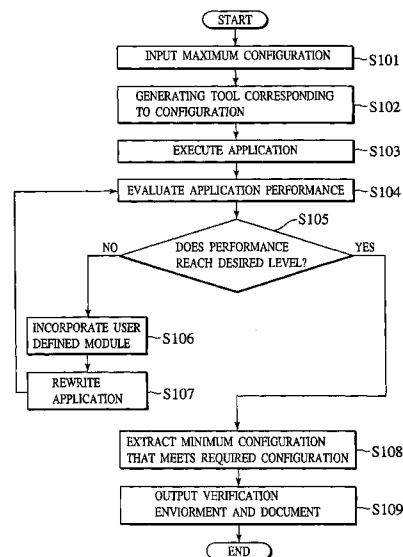 START
INPUT MAXIMUM CONFIGURATION
S101
GENERATING TOOL CORRESPONDING
TO CONFIGURATION
S102
EXECUTE APPLICATION
S103
EVALUATE APPLICATION PERFORMANCE
S104
S105
DOES PERFORMANCE
REACH DESIRED LEVEL?
NO
YES
INCORPORATE USER
DEFINED MODULE
S106
REWRITE
APPLICATION
S107
EXTRACT MINIMUM CONFIGURATION
THAT MEETS REQUIRED CONFIGURATION
S108
OUTPUT VERIFICATION
ENVIORMENT AND DOCUMENT
S109
END